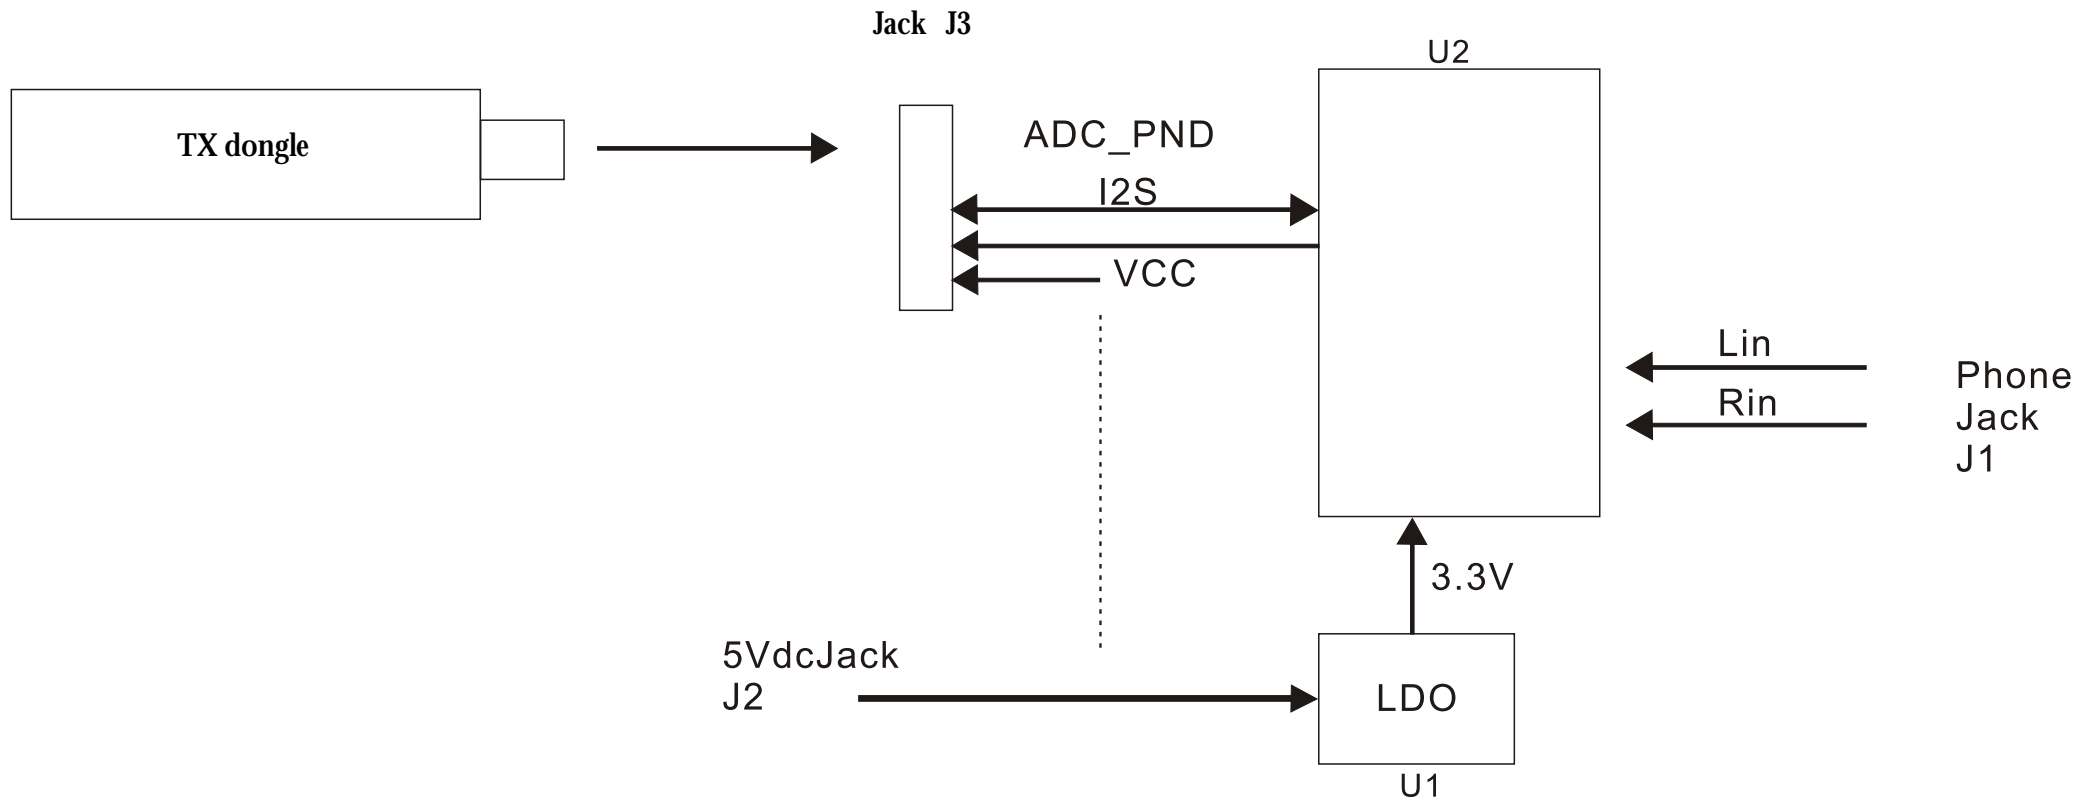 Jack J3
U2
TX dongle
ADC_PND
I2S
VCC
Lin
Rin
Phone
Jack
J1
3.3V
5VdcJack
J2
LDO
U1